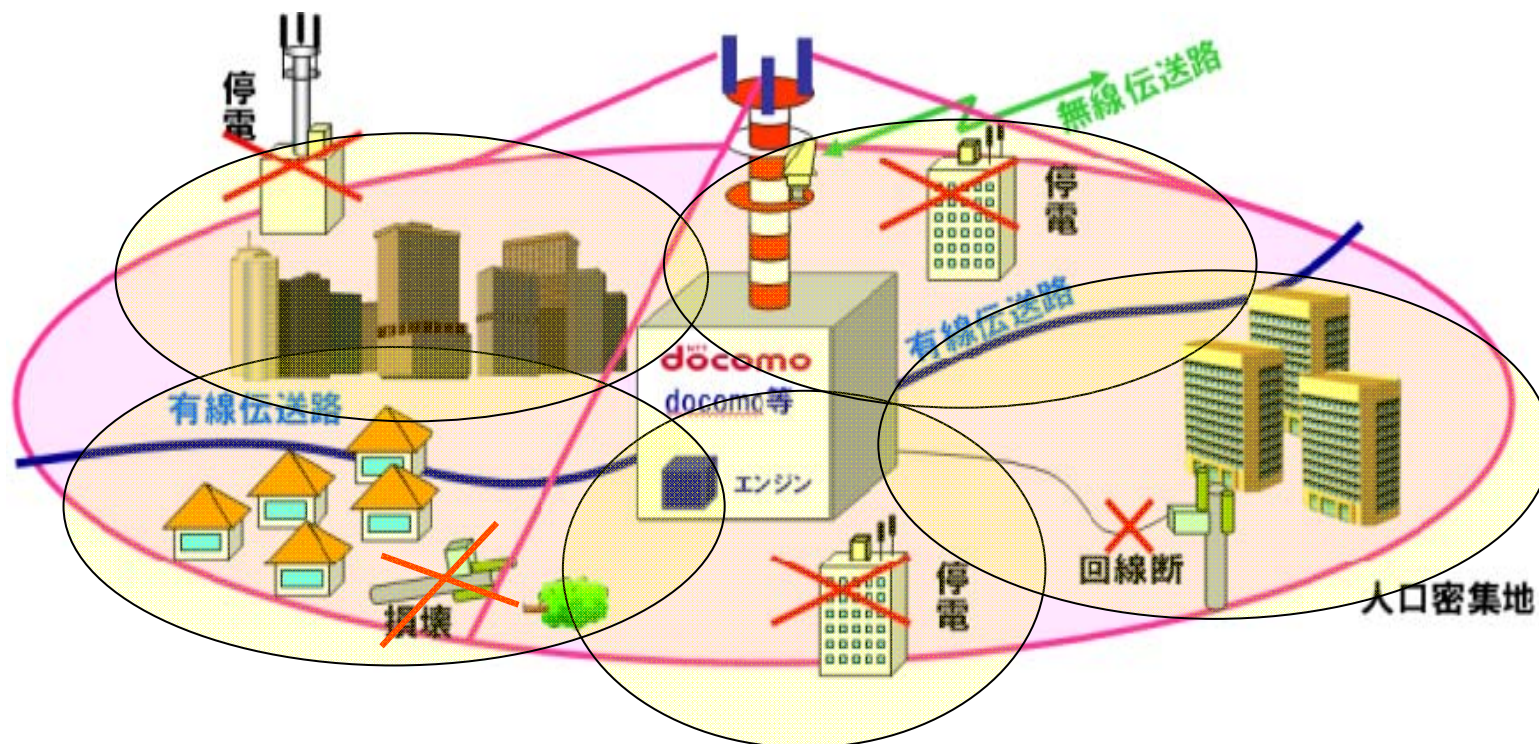 停電
無線伝送路
停電
有線伝送路
NTT
döcomo
docomo等
有線伝送路
エンジン
停電
回線断
損壊
人口密集地